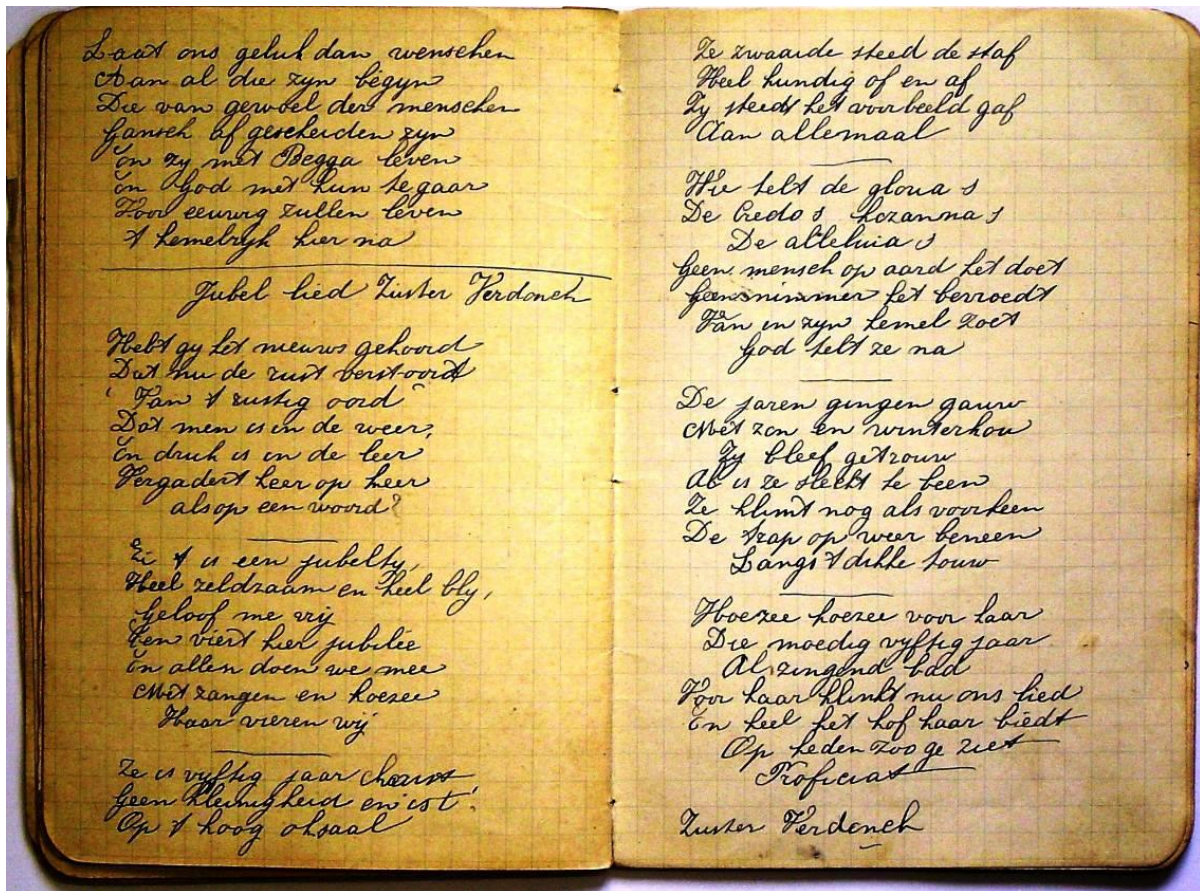 Laat ons geluk dan wenschen
Aan al die zyn begyn
Die van gewoel der menschen
Gansch af gescheiden zyn
En zy met Begga leven
En God met hun te gaar
Voor eeuwig zullen leven
t hemelryk hier na
Jubel lied Zuster Verdonck
Hebt gy het nieuws gehoord
Dat nu de rust verstoord
Van t rustig oord
Dat men is in de weer,
En druk is in de leer
Vergadert heer op heer
alsop een woord?
Ei t is een jubelty,
Heel zeldzaam en heel bly,
Geloof me vrij
Een viert hier jubilee
En allen doen we mee
Met zangen en hoezee
Haar vieren wij
Ze is vyftig jaar choriste
Geen kleinigheid en ist!
Op t hoog oksaal
Ze zwaaide steed de staf
Heel kundig of en af
Zy steedt het voorbeeld gaf
Aan allemaal
Wie telt de gloria s
De Credo s hozanna s
De alleluia s
Geen mensch op aard het doet
Geen nimmer het bevroedt
Van in zyn hemel zoet
God telt ze na
De jaren gingen gauw
Met zon en winterkou
Zy bleef getrouw
Al is ze slecht te been
Ze klimt nog als voorheen
De trap op weer beneen
Langs t dikke touw
Hoezee hoezee voor haar
Die moedig vyftig jaar
Al zingend bad
Voor haar klinkt nu ons lied
En heel het hof haar biedt
Op heden zoo ge ziet
Proficiat
Zuster Verdonck